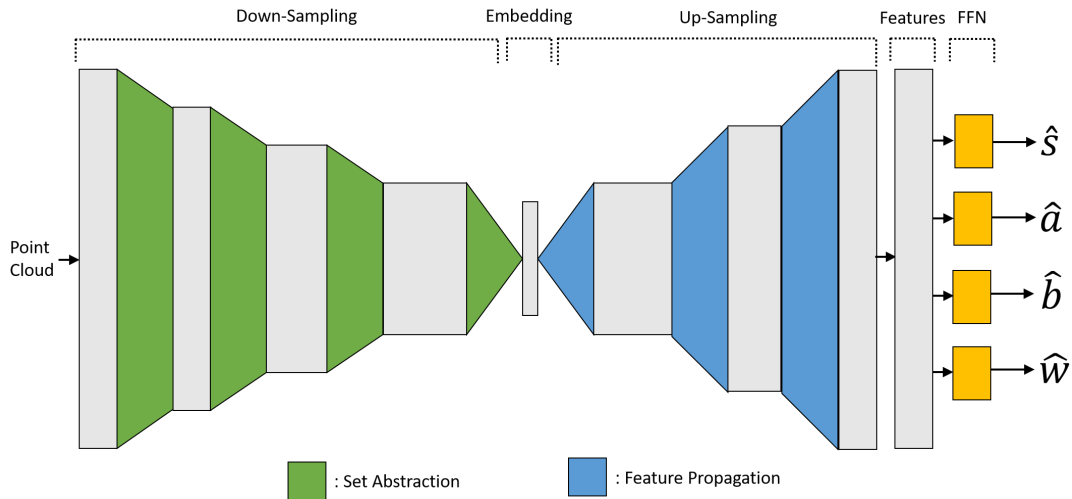 Down-Sampling
Embedding
Up-Sampling
Features
FFN
Point
Cloud
ŝ
â
b̂
ŵ
: Set Abstraction
: Feature Propagation